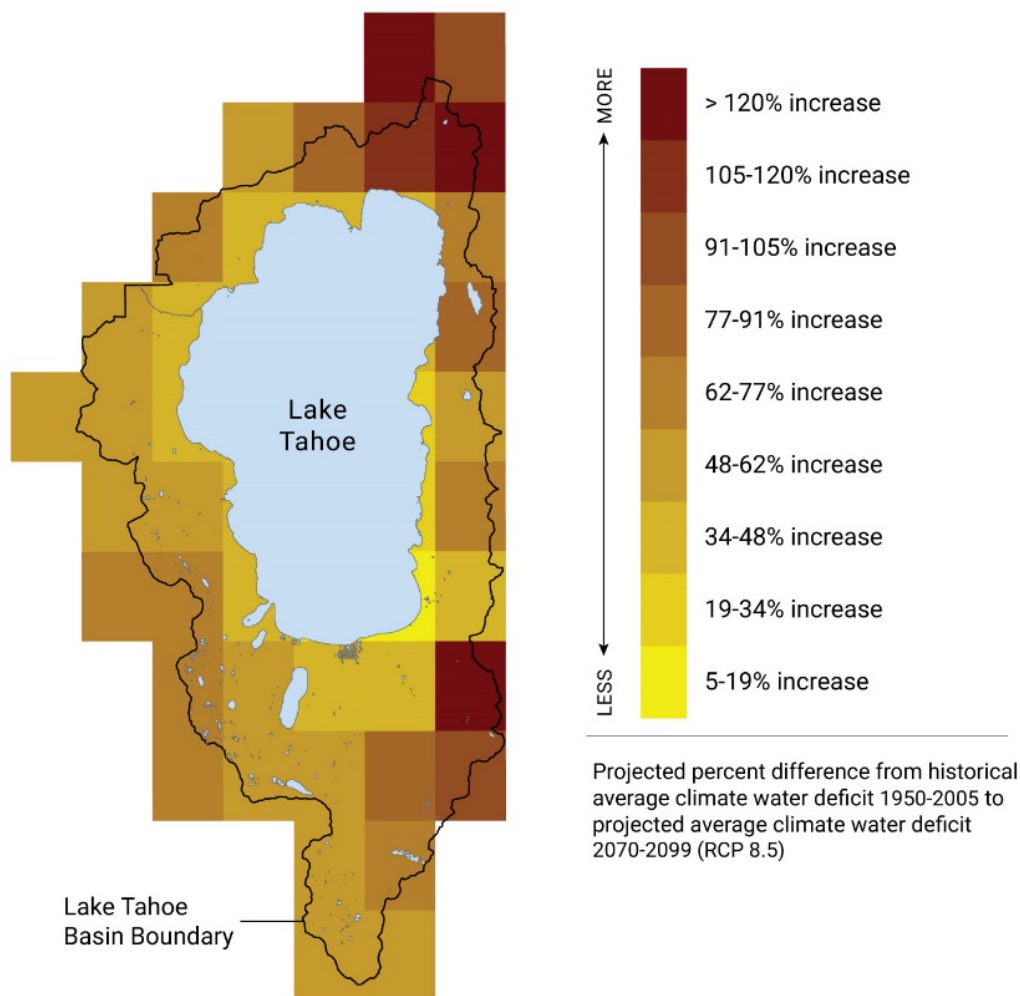 Lake
Tahoe
Lake Tahoe
Basin Boundary
MORE
LESS
> 120% increase
105-120% increase
91-105% increase
77-91% increase
62-77% increase
48-62% increase
34-48% increase
19-34% increase
5-19% increase
Projected percent difference from historical
average climate water deficit 1950-2005 to
projected average climate water deficit
2070-2099 (RCP 8.5)